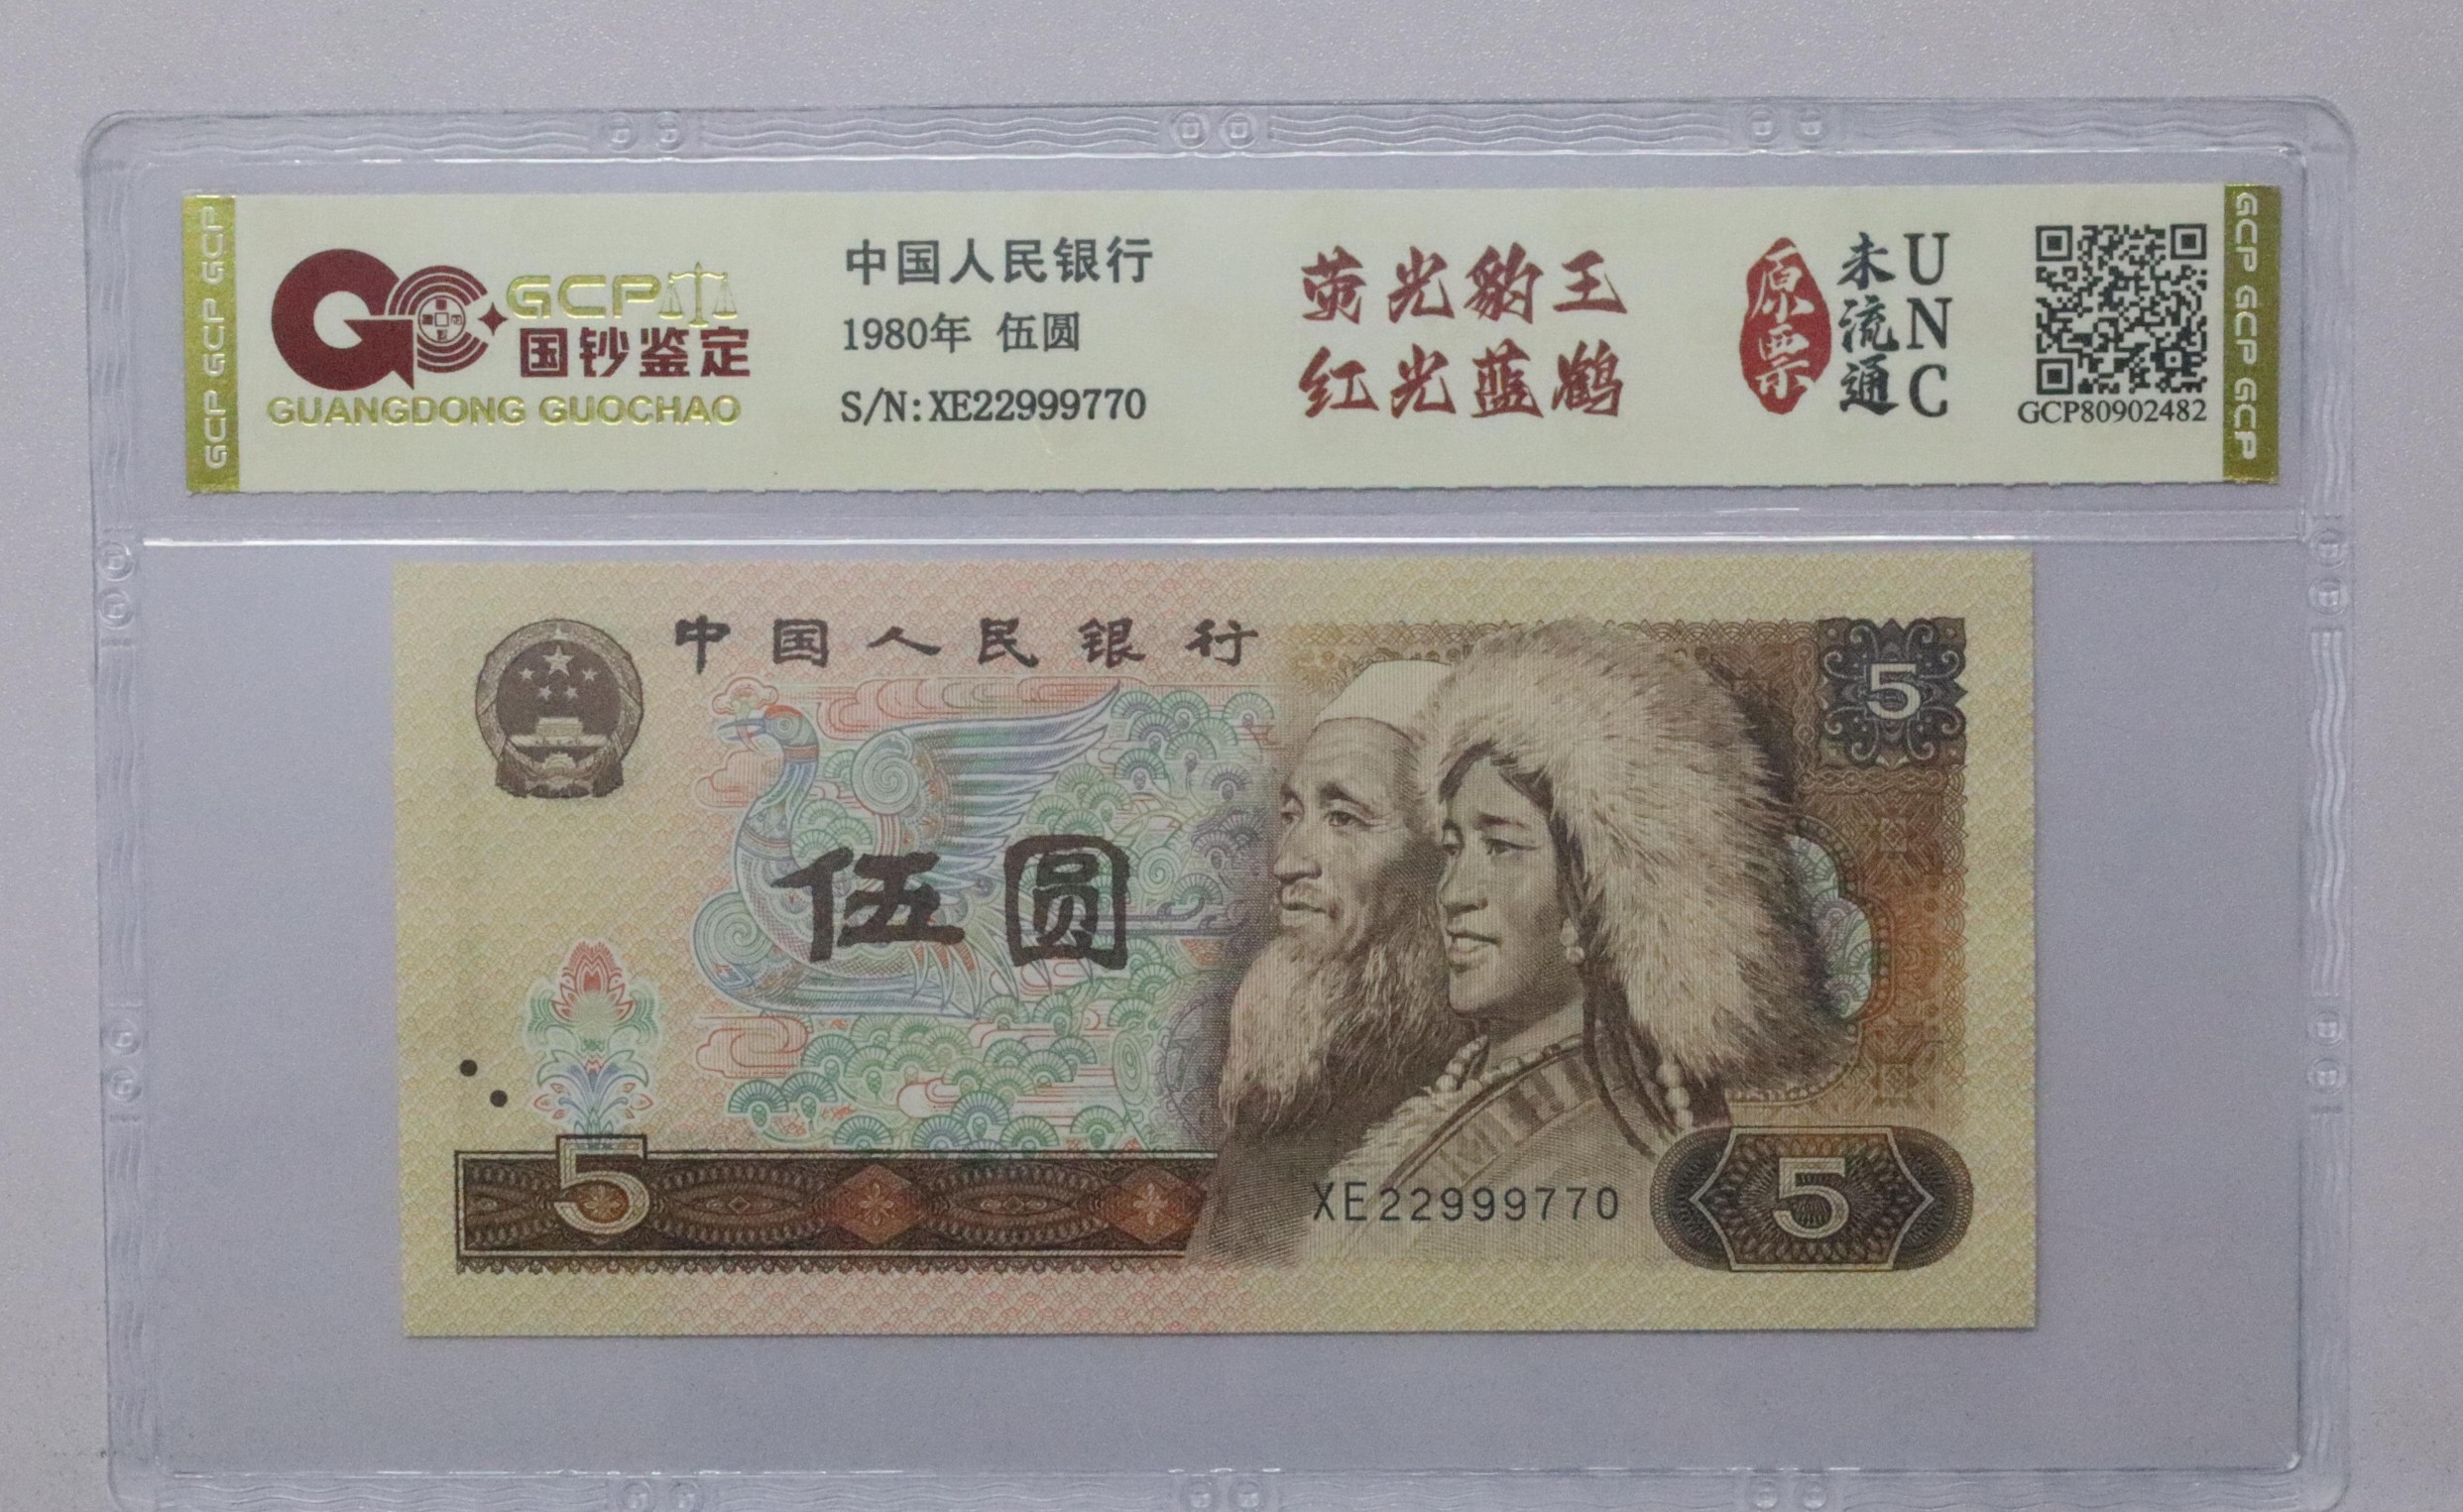 GCP GCP GCP
GCP
国钞鉴定
GUANGDONG GUOCHAO
中国人民银行
1980年 伍圆
S/N:XE22999770
荧光豹王
红光蓝鹤
原票
未流通
UNC
GCP80902482
GCP GCP GCP
中国人民银行
5
伍圆
5
XE22999770
5